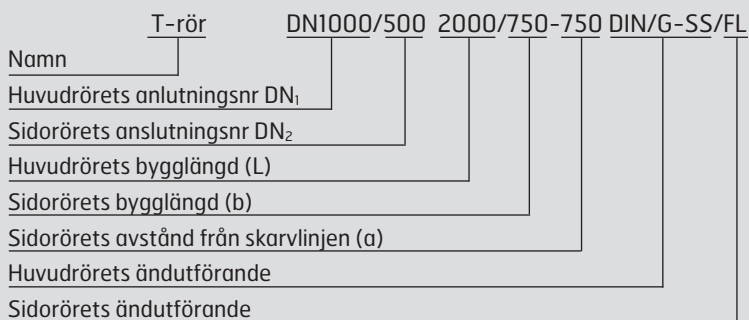 T-rör DN1000/500 2000/750-750 DIN/G-SS/FL
Namn
Huvudrörets anlutningsnr DN₁
Sidorörets anslutningsnr DN₂
Huvudrörets bygglängd (L)
Sidorörets bygglängd (b)
Sidorörets avstånd från skarvlinjen (a)
Huvudrörets ändutförande
Sidorörets ändutförande